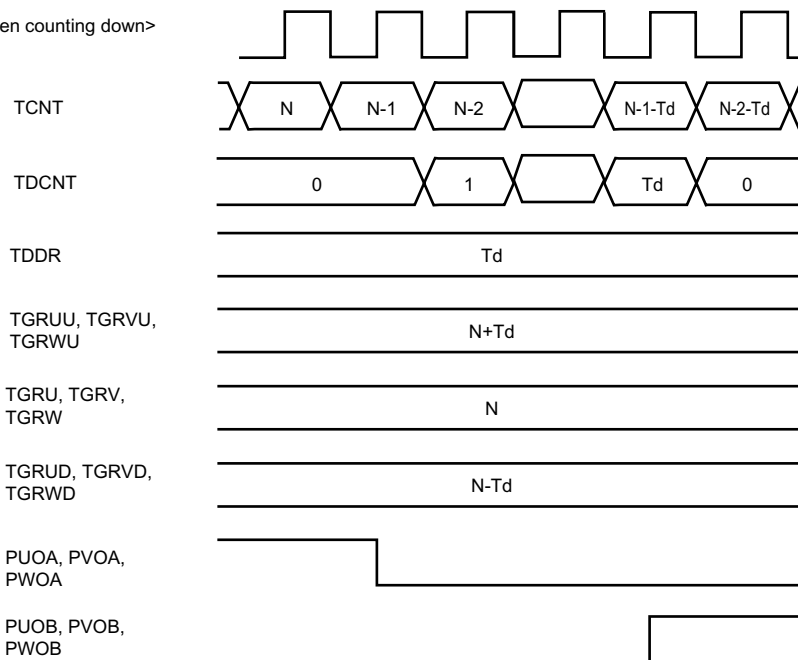 en counting down>
TCNT N N-1 N-2 N-1-Td N-2-Td
TDCNT 0 1 Td 0
TDDR Td
TGRUU, TGRVU,
TGRWU
N+Td
TGRU, TGRV,
TGRW
N
TGRUD, TGRVD,
TGRWD
N-Td
PUOA, PVOA,
PWOA
PUOB, PVOB,
PWOB